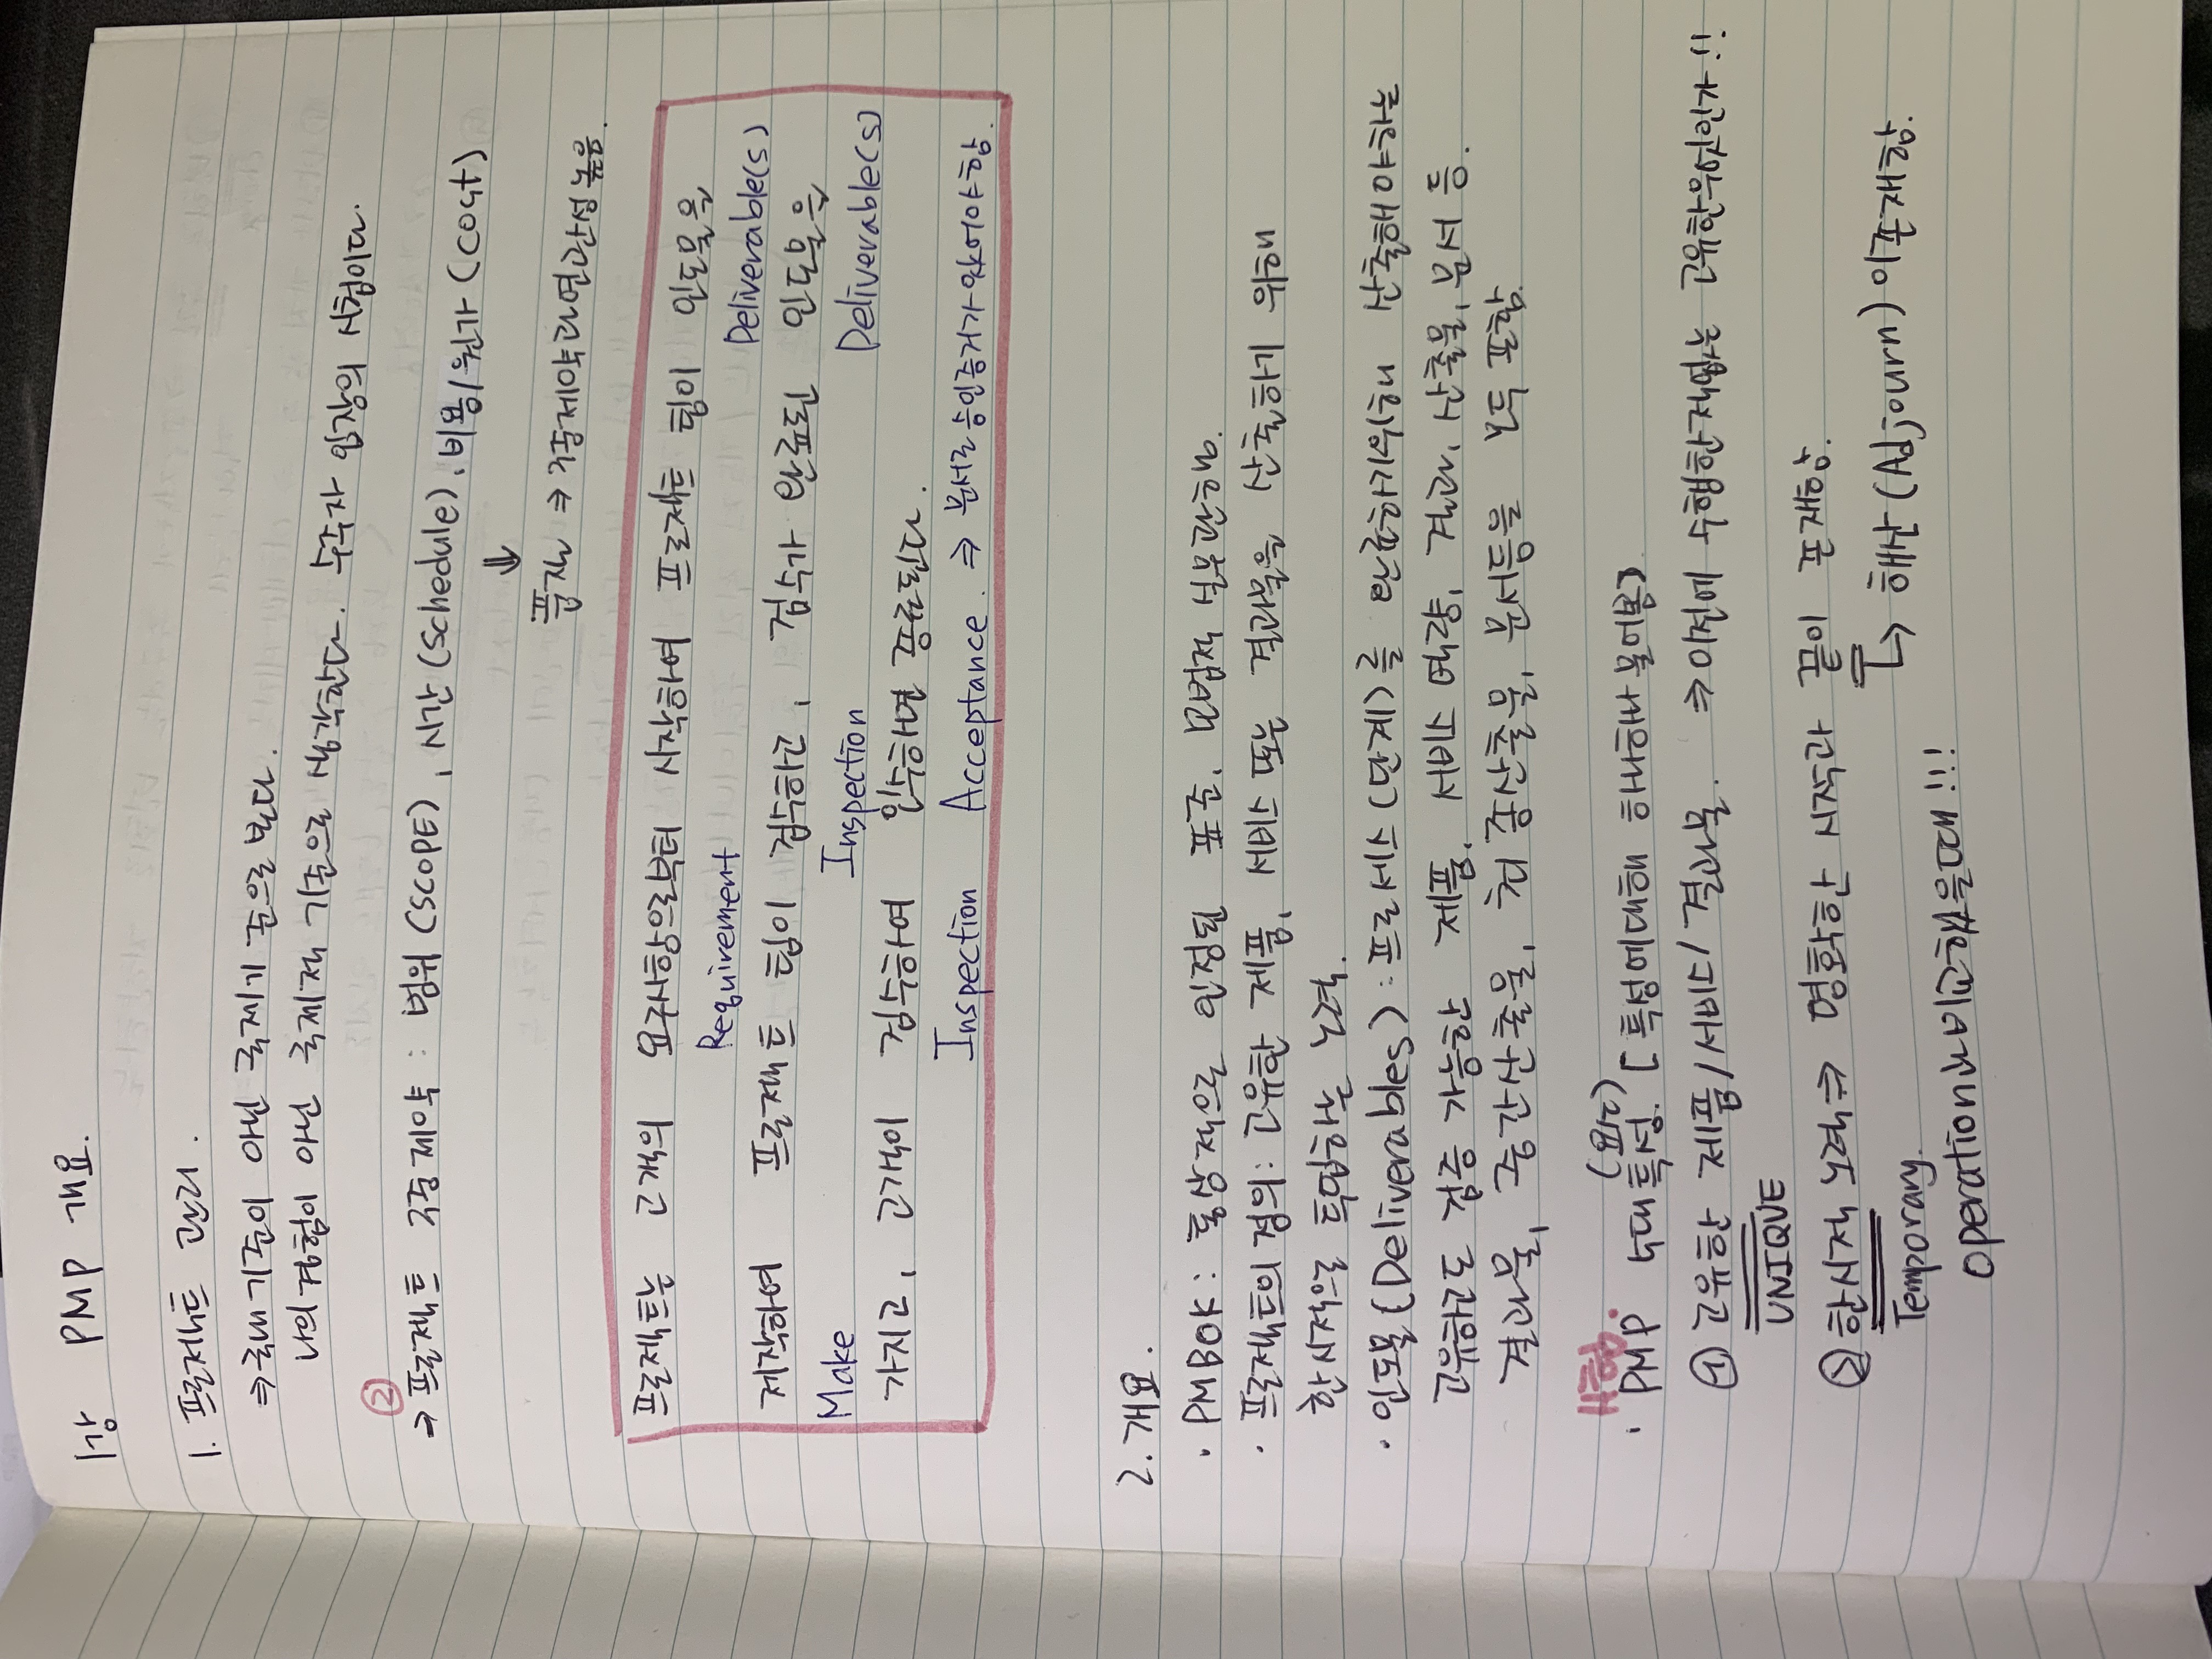 1강 PMP 개요.
1. 프로젝트 관리.
⇒ 국내기준이 아닌 국제기준으로 본다.
나의 경험이 아닌 국제적 기준으로 생각한다. 수주자 입장의 시험이다.
②
⇒ 프로젝트 3중제약 : 범위(SCOPE), 시간(Schedule), 비용/원가(cost)
⇓
품질 ⇒ 3중제약과 연관성 높음.
프로젝트는 고객의 요구사항으로부터 시작하여 프로젝트 팀이 인도물을
Requirement Deliverable(s)
제작하여 프로젝트 팀이 검수하고, 검수가 완료된 인도물을
Make Inspection Deliverable(s)
가지고, 고객이 검수하여 인수하면 종료된다.
Inspection Acceptance. ⇒ 문서로 승인증거가 있어야 함.
2. 개요.
· PMBOK : 통상적으로 인정된 표준, 모범적 실무관행.
· 프로젝트의 정의: 고유한 제품, 서비스 또는 결과물을 산출하기 위해
한시적으로 투입하는 노력.
· 인도물(Deliverables) : 프로세스(단계)를 완료하기위해 산출해야하는
고유하고도 검증 가능한 제품, 서비스 역량, 결과, 산출물, 문서 등.
결과물, 중간산출물, 최종산출물, 문서등을 모두 포함.
시험.
· PMP 4대 특성. [특성에대해 하나하나 물어봄]
① 고유한 제품/서비스/결과물. ⇒ 이전에 수행한적없는 고유한무엇인가!!
UNIQUE
② 한시적 노력 ⇒ 명확한 시작과 끝이 존재함.
Temporary. ↳ 해산(Adjourn)이존재함.
operation과 비교했을때!!!